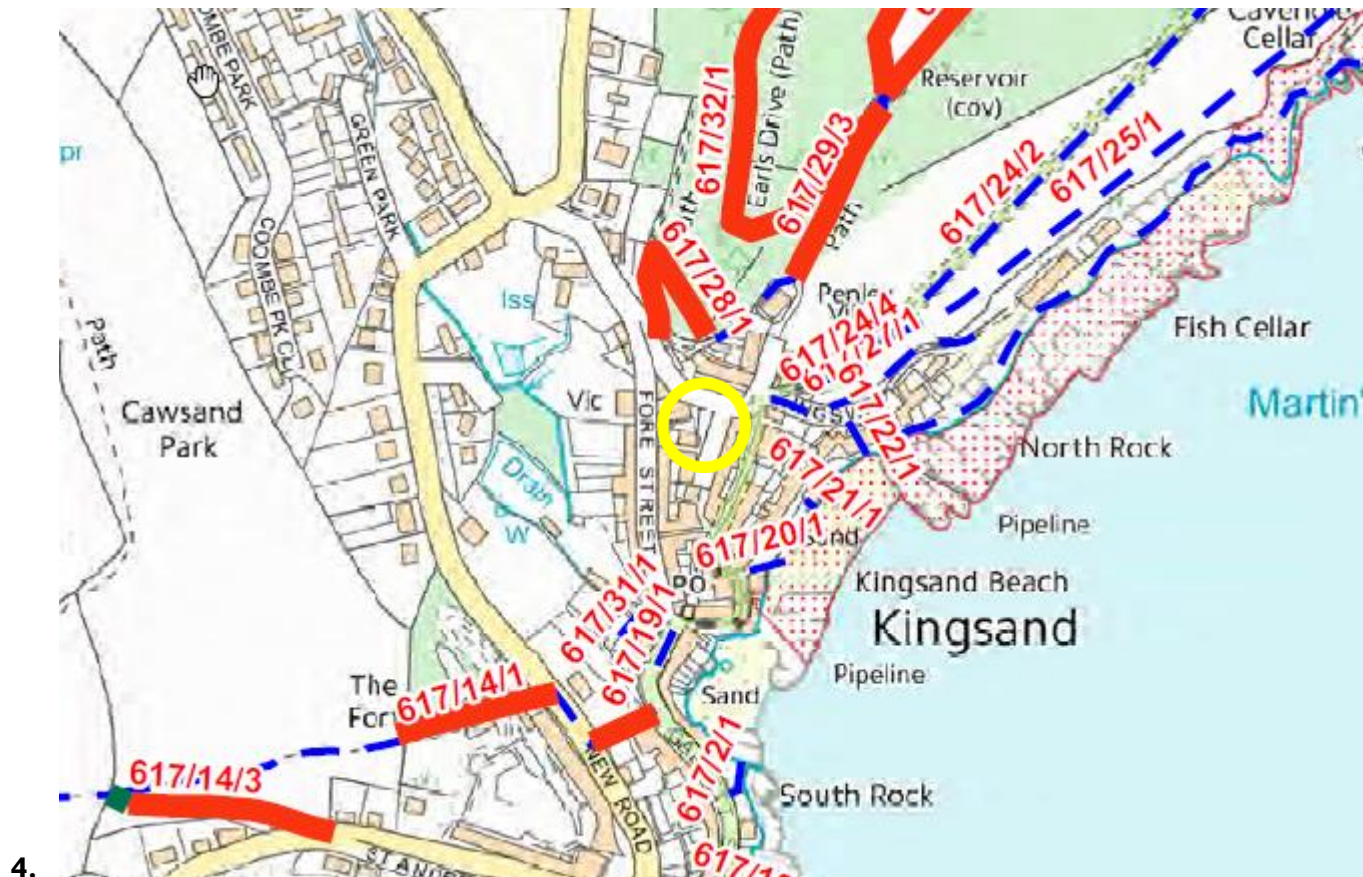 COOMBE PARK
Cavehole
Cellar
Reservoir
(cov)
Earls Drive (Path)
617/32/1
617/29/3
617/24/2
617/25/1
GREEN PARK
COOMBE PK CL
Path
Path
617/28/1
Iss
Fish Cellar
617/24/4
617/27/1
617/22/1
Martin
Cawsand
Park
Vic
FORE STREET
North Rock
617/21/1
Drain
W
Pipeline
617/20/1
Sand
PO
Kingsand Beach
617/31/1
617/19/1
Kingsand
Pipeline
The
617/14/1
Sand
617/2/1
617/14/3
NEW ROAD
South Rock
4.